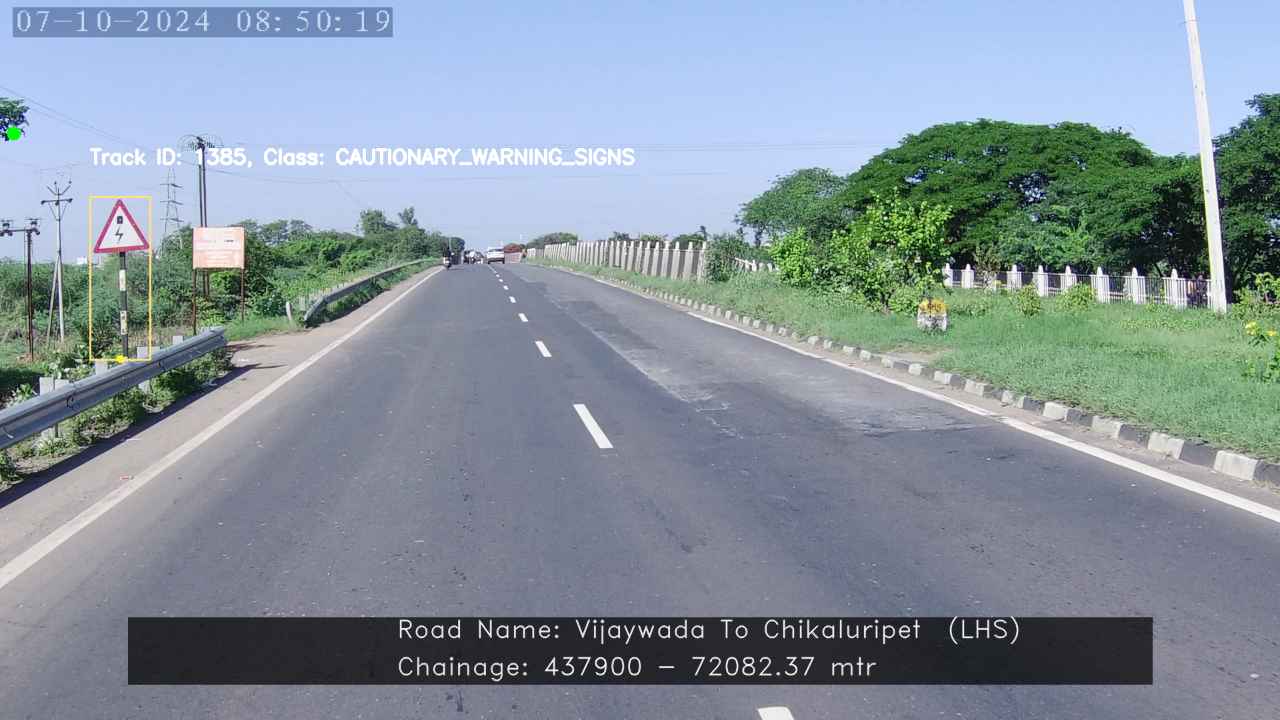 07-10-2024 08:50:19
Track ID: 1385, Class: CAUTIONARY_WARNING_SIGNS
Road Name: Vijaywada To Chikaluripet (LHS)
Chainage: 437900 - 72082.37 mtr